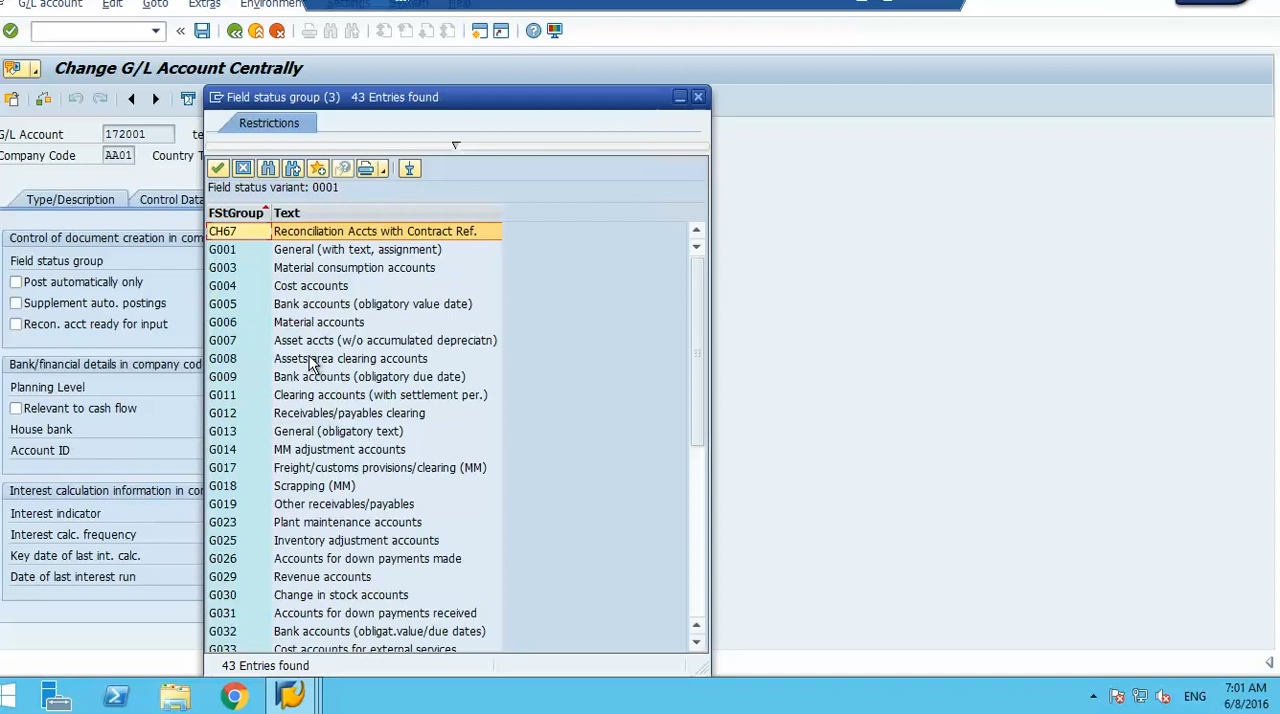 G/L account Edit Goto Extras Environment Settings System Help
Change G/L Account Centrally
G/L Account 172001 te
Company Code AA01 Country T
Type/Description Control Data
Control of document creation in com
Field status group
Post automatically only
Supplement auto. postings
Recon. acct ready for input
Bank/financial details in company cod
Planning Level
Relevant to cash flow
House bank
Account ID
Interest calculation information in co
Interest indicator
Interest calc. frequency
Key date of last int. calc.
Date of last interest run
Field status group (3) 43 Entries found
Restrictions
Field status variant: 0001
FStGroup Text
CH67 Reconciliation Accts with Contract Ref.
G001 General (with text, assignment)
G003 Material consumption accounts
G004 Cost accounts
G005 Bank accounts (obligatory value date)
G006 Material accounts
G007 Asset accts (w/o accumulated depreciatn)
G008 Assets area clearing accounts
G009 Bank accounts (obligatory due date)
G011 Clearing accounts (with settlement per.)
G012 Receivables/payables clearing
G013 General (obligatory text)
G014 MM adjustment accounts
G017 Freight/customs provisions/clearing (MM)
G018 Scrapping (MM)
G019 Other receivables/payables
G023 Plant maintenance accounts
G025 Inventory adjustment accounts
G026 Accounts for down payments made
G029 Revenue accounts
G030 Change in stock accounts
G031 Accounts for down payments received
G032 Bank accounts (obligat.value/due dates)
G033 Cost accounts for external services
43 Entries found
ENG
7:01 AM
6/8/2016